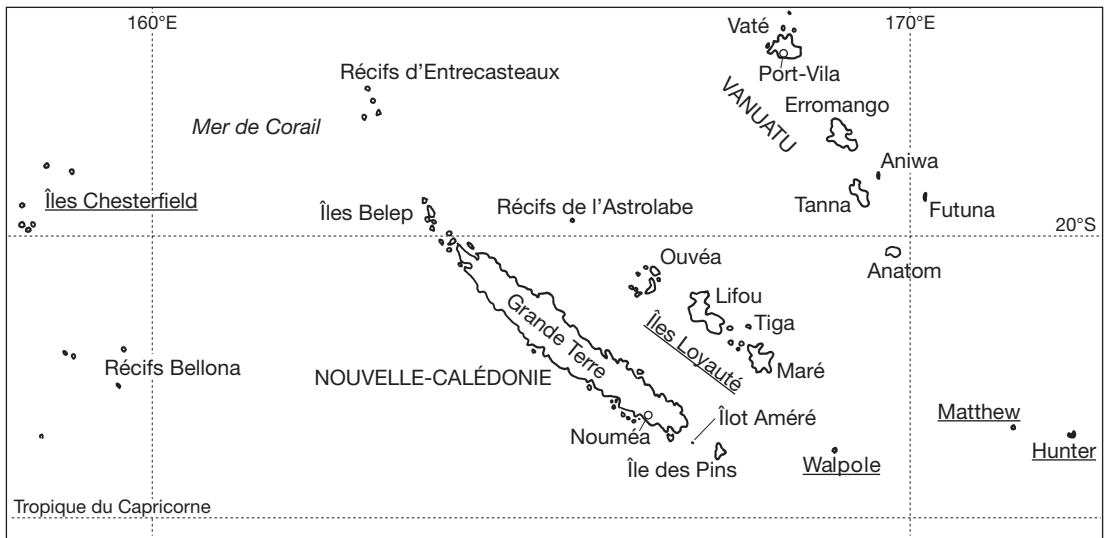 160°E
170°E
Vaté
Port-Vila
Récifs d'Entrecasteaux
VANUATU
Erromango
Mer de Corail
Aniwa
Îles Chesterfield
Îles Belep
Récifs de l'Astrolabe
Tanna
Futuna
20°S
Ouvéa
Anatom
Lifou
Grande Terre
Tiga
Îles Loyauté
Récifs Bellona
NOUVELLE-CALÉDONIE
Maré
Îlot Améré
Matthew
Nouméa
Hunter
Île des Pins
Walpole
Tropique du Capricorne